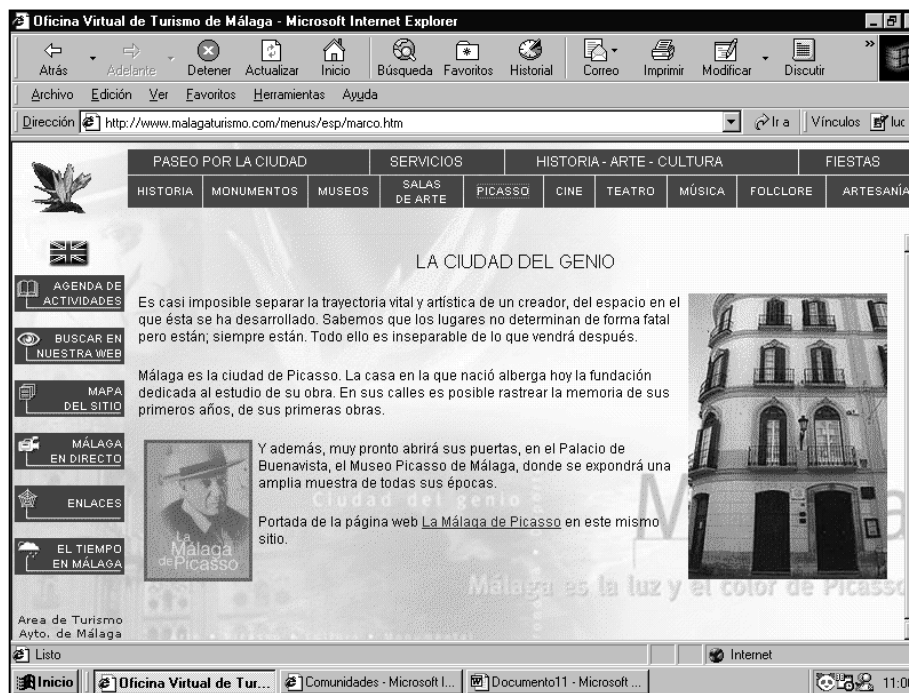 Oficina Virtual de Turismo de Málaga - Microsoft Internet Explorer
Atrás Adelante Detener Actualizar Inicio Búsqueda Favoritos Historial Correo Imprimir Modificar Discutir »
Archivo Edición Ver Favoritos Herramientas Ayuda
Dirección http://www.malagaturismo.com/menus/esp/marco.htm Ir a Vínculos
PASEO POR LA CIUDAD SERVICIOS HISTORIA - ARTE - CULTURA FIESTAS
HISTORIA MONUMENTOS MUSEOS SALAS DE ARTE PICASSO CINE TEATRO MÚSICA FOLCLORE ARTESANÍA
AGENDA DE
ACTIVIDADES
BUSCAR EN
NUESTRA WEB
MAPA
DEL SITIO
MÁLAGA
EN DIRECTO
ENLACES
EL TIEMPO
EN MÁLAGA
Area de Turismo
Ayto. de Málaga
LA CIUDAD DEL GENIO
Es casi imposible separar la trayectoria vital y artística de un creador, del espacio en el
que ésta se ha desarrollado. Sabemos que los lugares no determinan de forma fatal
pero están; siempre están. Todo ello es inseparable de lo que vendrá después.
Málaga es la ciudad de Picasso. La casa en la que nació alberga hoy la fundación
dedicada al estudio de su obra. En sus calles es posible rastrear la memoria de sus
primeros años, de sus primeras obras.
Y además, muy pronto abrirá sus puertas, en el Palacio de
Buenavista, el Museo Picasso de Málaga, donde se expondrá una
amplia muestra de todas sus épocas.
Portada de la página web La Málaga de Picasso en este mismo
sitio.
La
Málaga
de Picasso
Ciudad del genio
Málaga es la luz y el color de Picasso
Listo Internet
Inicio Oficina Virtual de Tur... Comunidades - Microsoft I... Documento11 - Microsoft ...